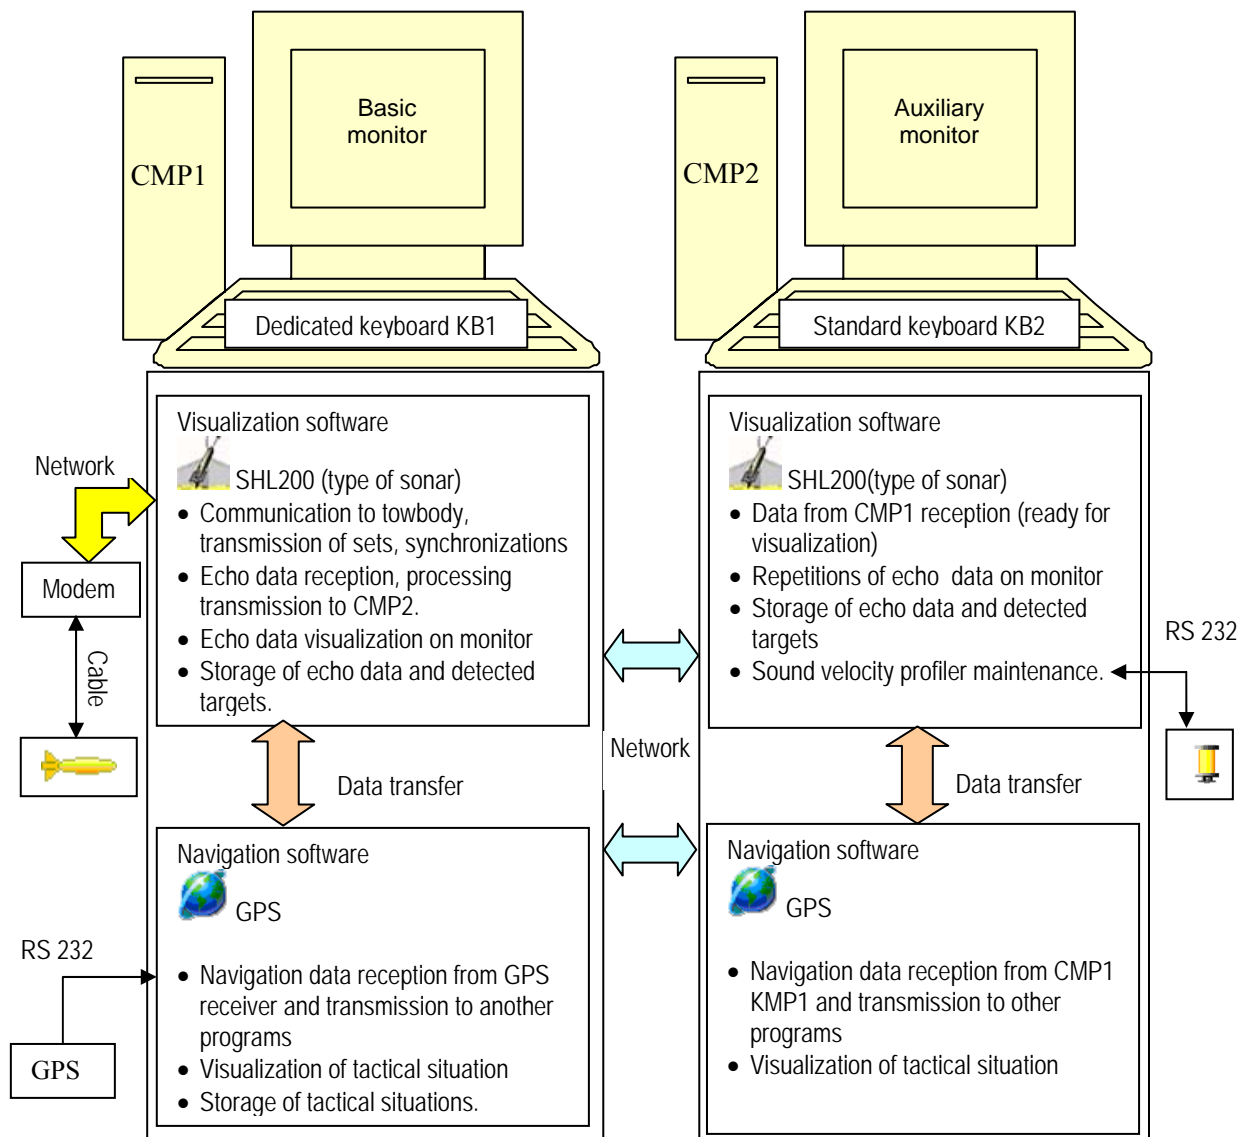 Basic
monitor
CMP1
Dedicated keyboard KB1
Auxiliary
monitor
CMP2
Standard keyboard KB2
Visualization software
SHL200 (type of sonar)
• Communication to towbody,
transmission of sets, synchronizations
• Echo data reception, processing
transmission to CMP2.
• Echo data visualization on monitor
• Storage of echo data and detected
targets.
Network
Modem
Cable
Visualization software
SHL200(type of sonar)
• Data from CMP1 reception (ready for
visualization)
• Repetitions of echo data on monitor
• Storage of echo data and detected
targets
• Sound velocity profiler maintenance.
RS 232
Network
Data transfer
Data transfer
Navigation software
GPS
• Navigation data reception from GPS
receiver and transmission to another
programs
• Visualization of tactical situation
• Storage of tactical situations.
RS 232
GPS
Navigation software
GPS
• Navigation data reception from CMP1
KMP1 and transmission to other
programs
• Visualization of tactical situation